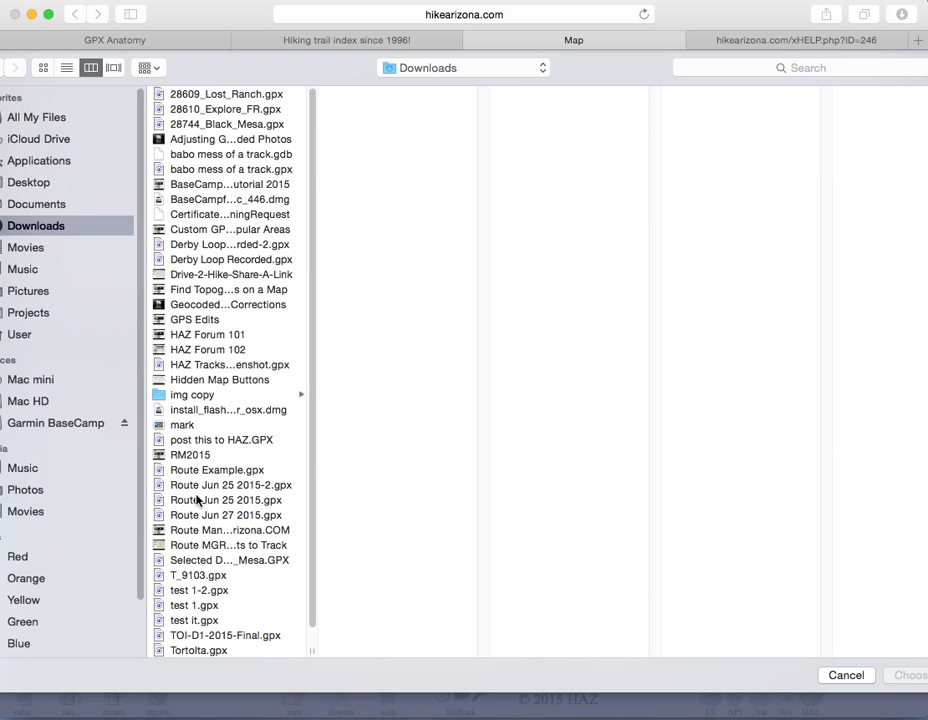 hikearizona.com
GPX Anatomy
Hiking trail index since 1996!
Map
hikearizona.com/xHELP.php?ID=246
Downloads
Search
orites
All My Files
iCloud Drive
Applications
Desktop
Documents
Downloads
Movies
Music
Pictures
Projects
User
ces
Mac mini
Mac HD
Garmin BaseCamp
ia
Music
Photos
Movies
s
Red
Orange
Yellow
Green
Blue
28609_Lost_Ranch.gpx
28610_Explore_FR.gpx
28744_Black_Mesa.gpx
Adjusting G...ded Photos
babo mess of a track.gdb
babo mess of a track.gpx
BaseCamp...utorial 2015
BaseCampf...c_446.dmg
Certificate...ningRequest
Custom GP...pular Areas
Derby Loop...rded-2.gpx
Derby Loop Recorded.gpx
Drive-2-Hike-Share-A-Link
Find Topog...s on a Map
Geocoded...Corrections
GPS Edits
HAZ Forum 101
HAZ Forum 102
HAZ Tracks...enshot.gpx
Hidden Map Buttons
img copy
install_flash...r_osx.dmg
mark
post this to HAZ.GPX
RM2015
Route Example.gpx
Route Jun 25 2015-2.gpx
Route Jun 25 2015.gpx
Route Jun 27 2015.gpx
Route Man...rizona.COM
Route MGR...ts to Track
Selected D..._Mesa.GPX
T_9103.gpx
test 1-2.gpx
test 1.gpx
test it.gpx
TOI-D1-2015-Final.gpx
Tortolta.gpx
Cancel
Choos
feedback
© 2015 HAZ